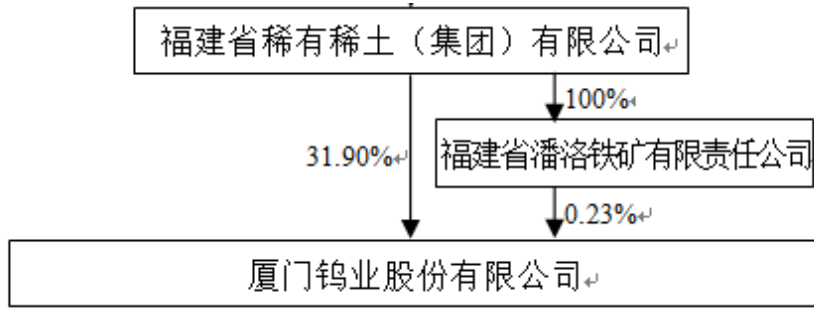 福建省稀有稀土（集团）有限公司
100%
31.90%
福建省潘洛铁矿有限责任公司
0.23%
厦门钨业股份有限公司